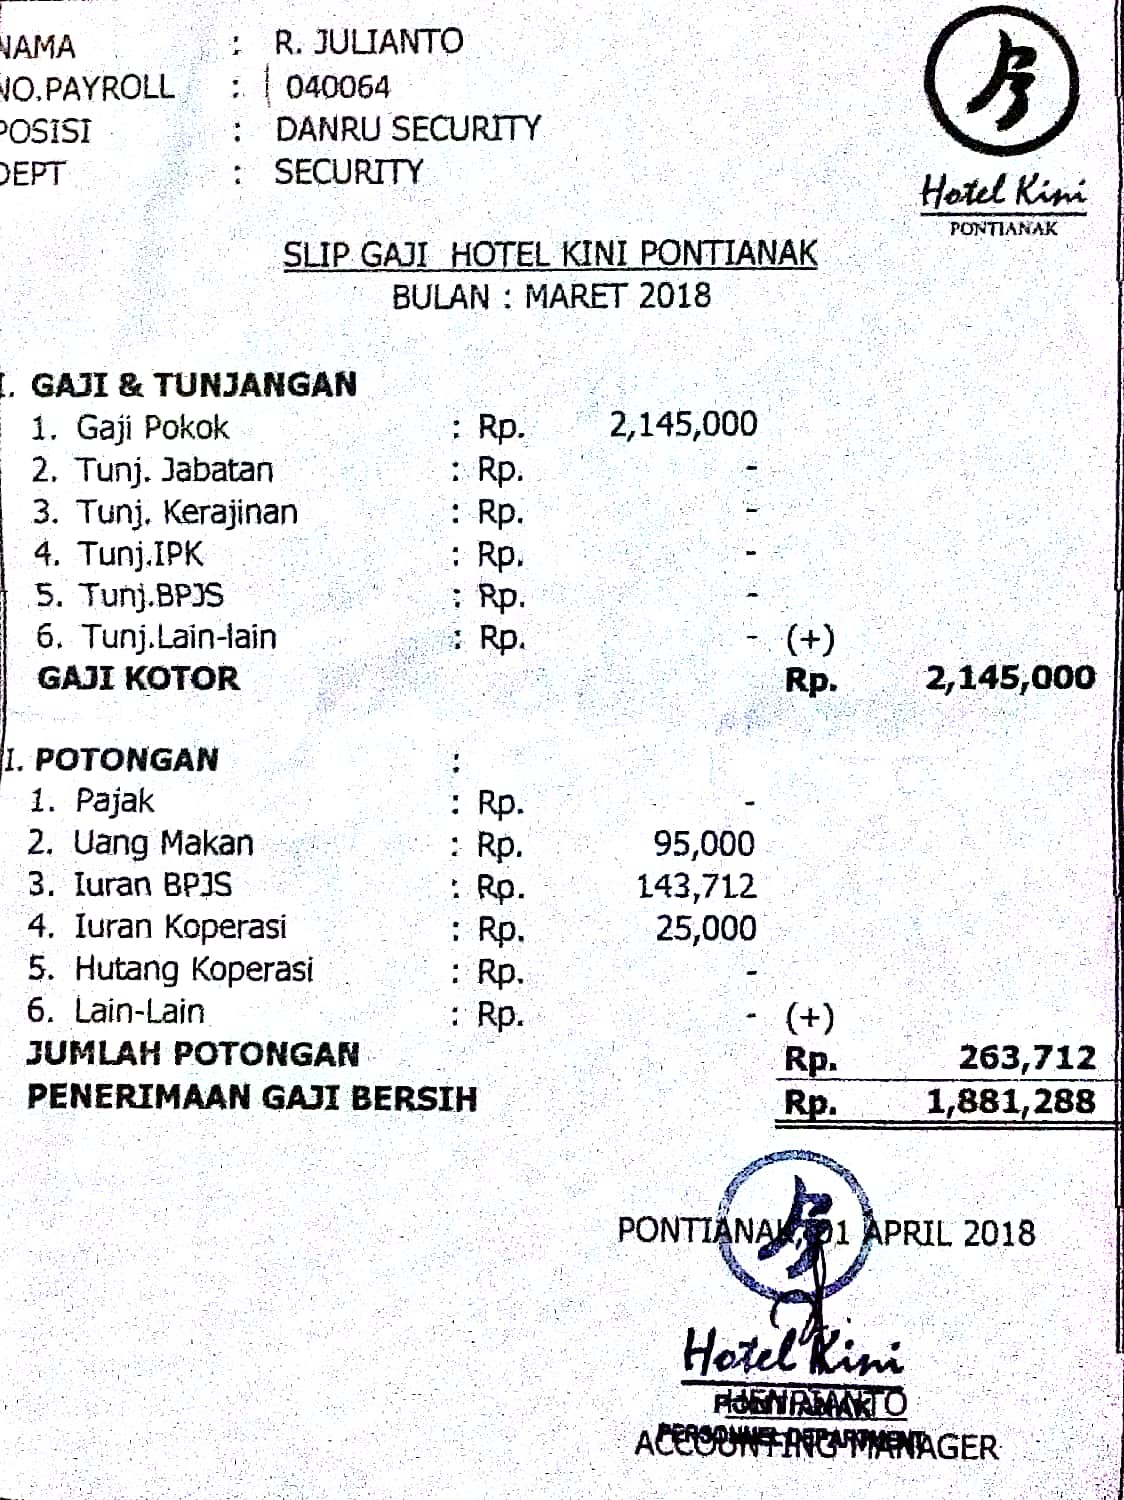 NAMA : R. JULIANTO
NO.PAYROLL : 040064
POSISI : DANRU SECURITY
DEPT : SECURITY
Hotel Kini
PONTIANAK
SLIP GAJI HOTEL KINI PONTIANAK
BULAN : MARET 2018
I. GAJI & TUNJANGAN
1. Gaji Pokok : Rp. 2,145,000
2. Tunj. Jabatan : Rp. -
3. Tunj. Kerajinan : Rp. -
4. Tunj.IPK : Rp. -
5. Tunj.BPJS : Rp. -
6. Tunj.Lain-lain : Rp. - (+)
GAJI KOTOR Rp. 2,145,000
I. POTONGAN :
1. Pajak : Rp. -
2. Uang Makan : Rp. 95,000
3. Iuran BPJS : Rp. 143,712
4. Iuran Koperasi : Rp. 25,000
5. Hutang Koperasi : Rp. -
6. Lain-Lain : Rp. - (+)
JUMLAH POTONGAN Rp. 263,712
PENERIMAAN GAJI BERSIH Rp. 1,881,288
PONTIANAK, 01 APRIL 2018
Hotel Kini
PONTIANAK
HENRIANTO
PERSONNEL DEPARTMENT
ACCOUNTING MANAGER